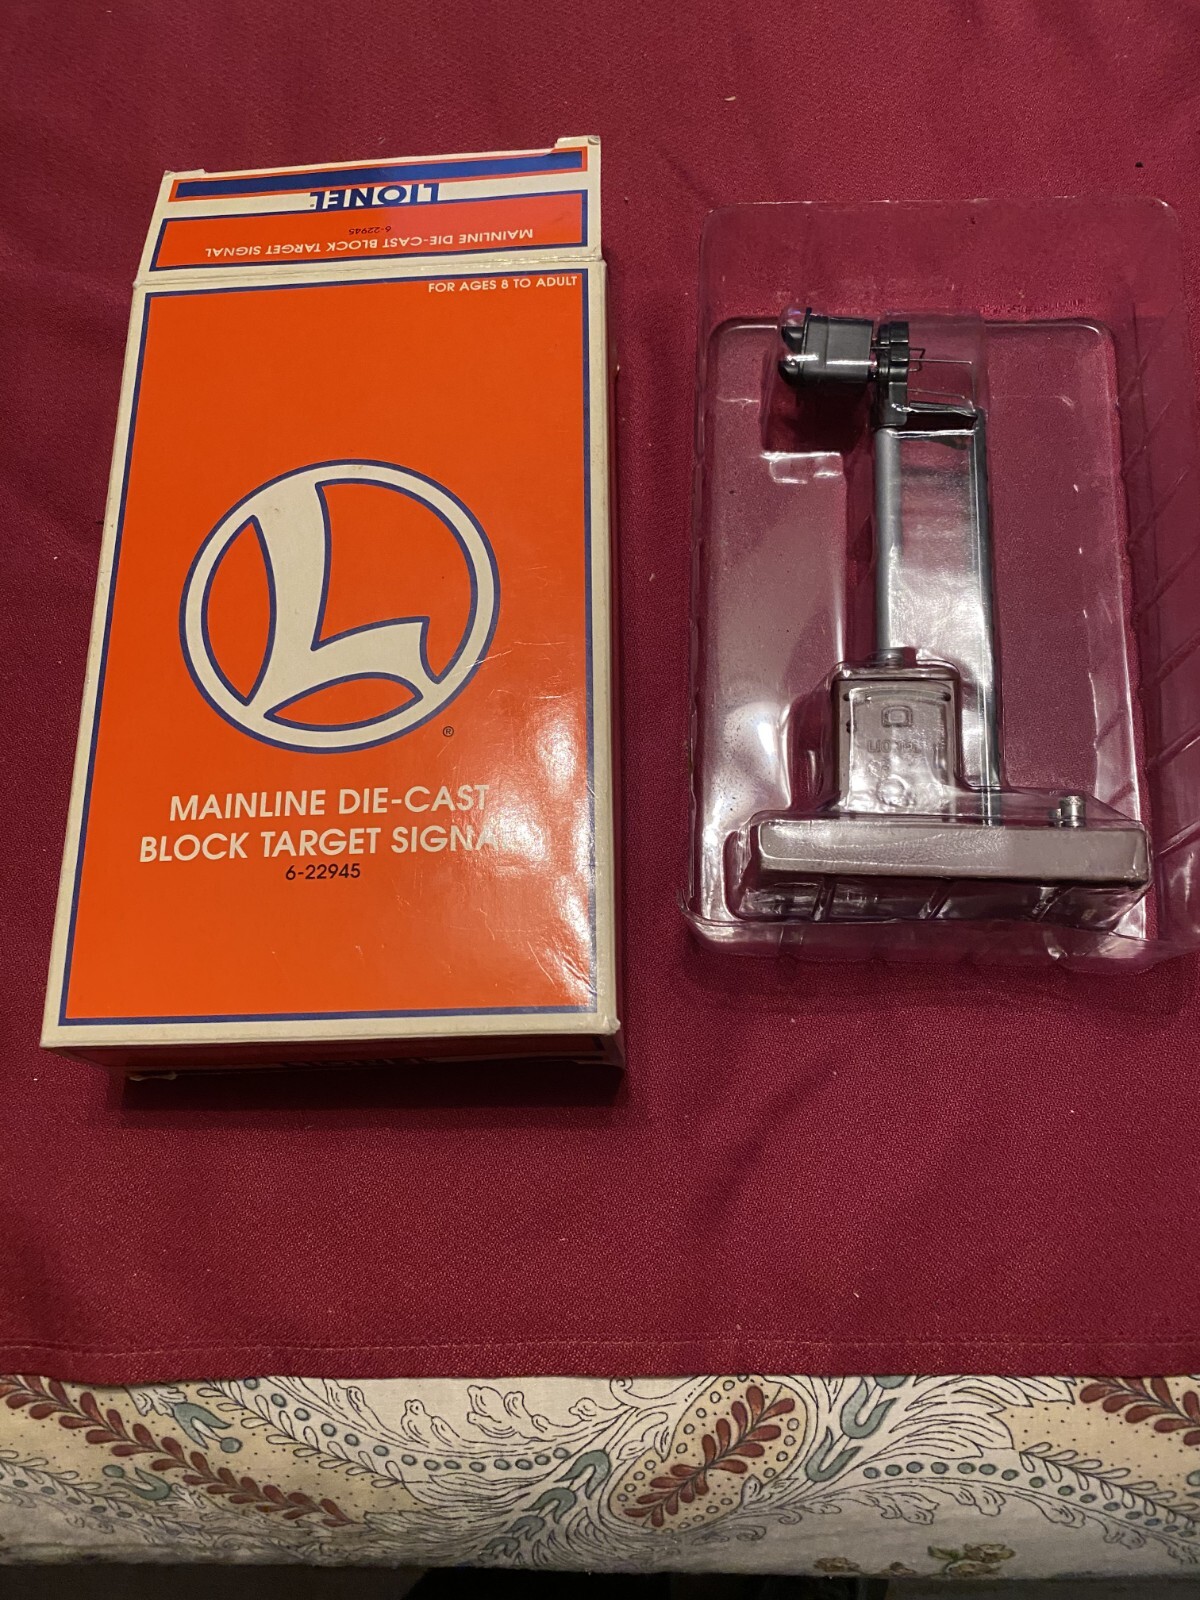 LIONEL
MAINLINE DIE-CAST BLOCK TARGET SIGNAL
6-22945
FOR AGES 8 TO ADULT
L
®
MAINLINE DIE-CAST
BLOCK TARGET SIGNA
6-22945